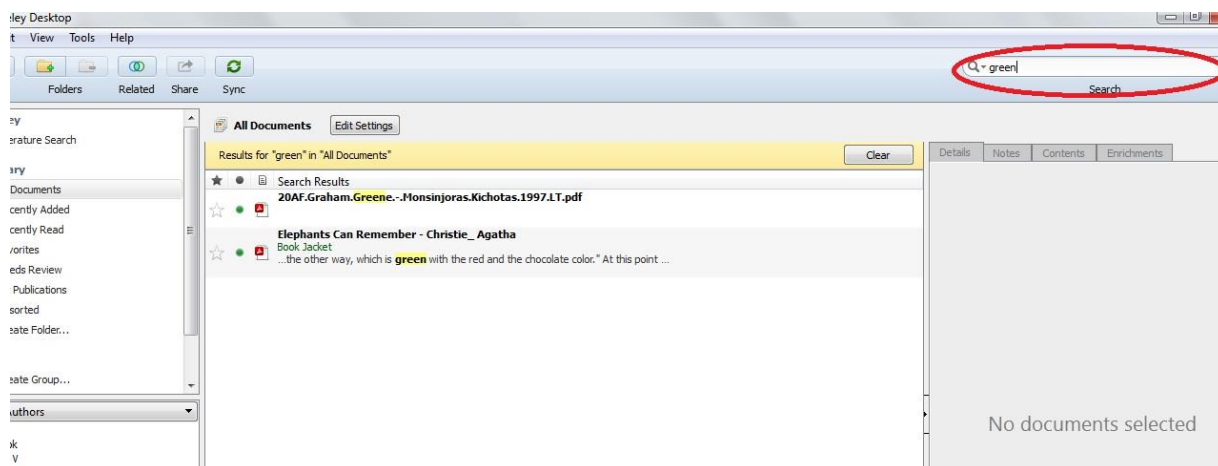 eley Desktop
t View Tools Help
Folders Related Share Sync
green
Search
ey
erature Search
ary
Documents
cently Added
cently Read
vorites
eds Review
Publications
sorted
eate Folder...
eate Group...
uthors
ok
V
All Documents Edit Settings
Results for "green" in "All Documents" Clear
Search Results
20AF.Graham.Greene.-.Monsinjoras.Kichotas.1997.LT.pdf
Elephants Can Remember - Christie_ Agatha
Book Jacket
...the other way, which is green with the red and the chocolate color." At this point ...
Details Notes Contents Enrichments
No documents selected